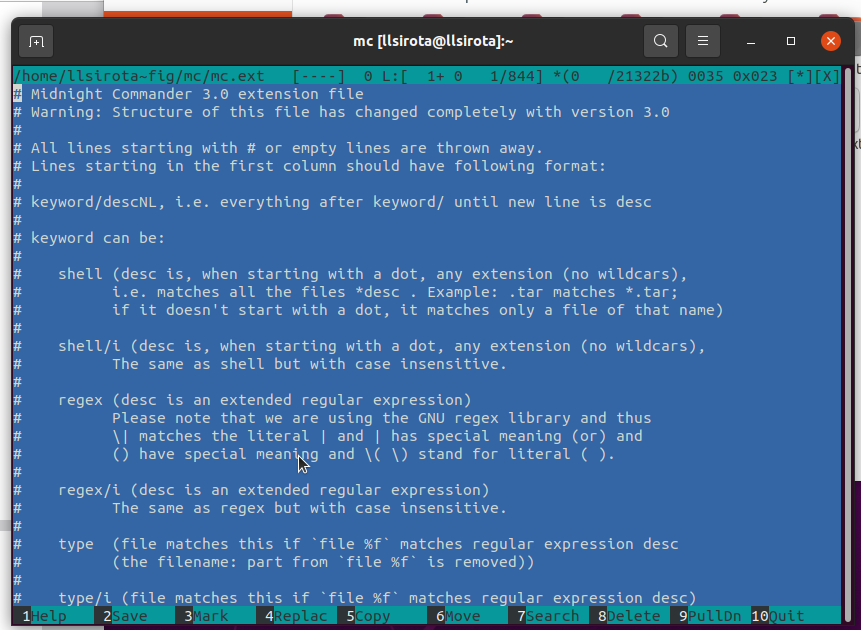 mc [llsirota@llsirota]:~
/home/llsirota~fig/mc/mc.ext   [----]  0 L:[  1+ 0   1/844] *(0   /21322b) 0035 0x023 [*][X]
# Midnight Commander 3.0 extension file
# Warning: Structure of this file has changed completely with version 3.0
#
# All lines starting with # or empty lines are thrown away.
# Lines starting in the first column should have following format:
#
# keyword/descNL, i.e. everything after keyword/ until new line is desc
#
# keyword can be:
#
#    shell (desc is, when starting with a dot, any extension (no wildcars),
#          i.e. matches all the files *desc . Example: .tar matches *.tar;
#          if it doesn't start with a dot, it matches only a file of that name)
#
#    shell/i (desc is, when starting with a dot, any extension (no wildcars),
#          The same as shell but with case insensitive.
#
#    regex (desc is an extended regular expression)
#          Please note that we are using the GNU regex library and thus
#          \| matches the literal | and | has special meaning (or) and
#          () have special meaning and \( \) stand for literal ( ).
#
#    regex/i (desc is an extended regular expression)
#          The same as regex but with case insensitive.
#
#    type  (file matches this if `file %f` matches regular expression desc
#          (the filename: part from `file %f` is removed))
#
#    type/i (file matches this if `file %f` matches regular expression desc)
1Help 2Save 3Mark 4Replac 5Copy 6Move 7Search 8Delete 9PullDn 10Quit